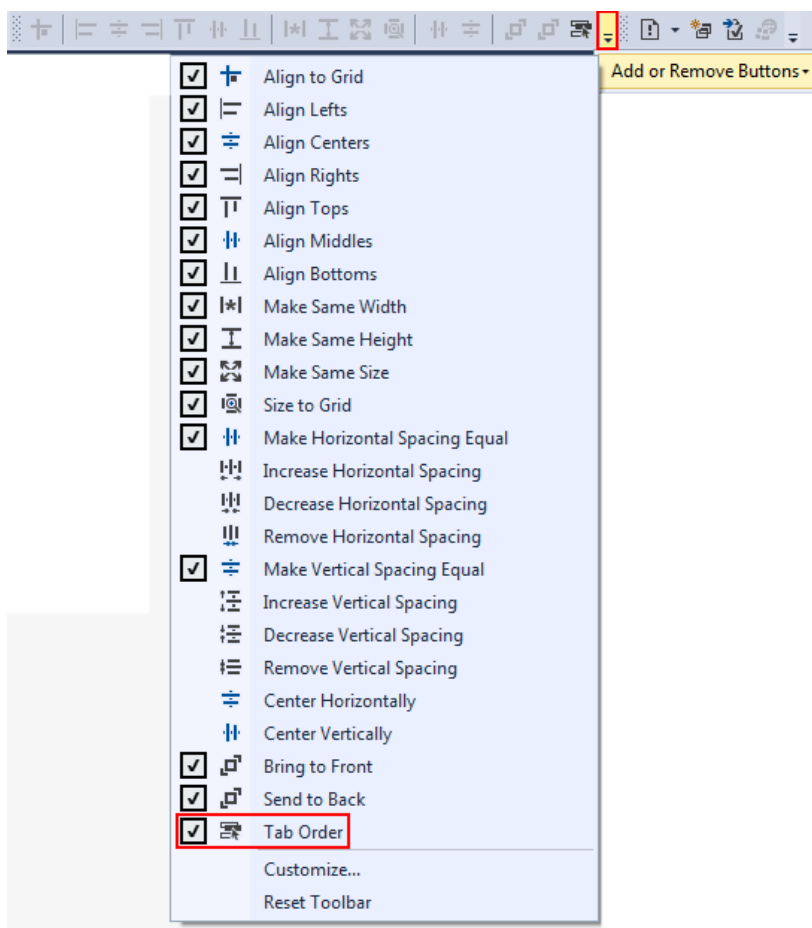 Add or Remove Buttons
Align to Grid
Align Lefts
Align Centers
Align Rights
Align Tops
Align Middles
Align Bottoms
Make Same Width
Make Same Height
Make Same Size
Size to Grid
Make Horizontal Spacing Equal
Increase Horizontal Spacing
Decrease Horizontal Spacing
Remove Horizontal Spacing
Make Vertical Spacing Equal
Increase Vertical Spacing
Decrease Vertical Spacing
Remove Vertical Spacing
Center Horizontally
Center Vertically
Bring to Front
Send to Back
Tab Order
Customize...
Reset Toolbar